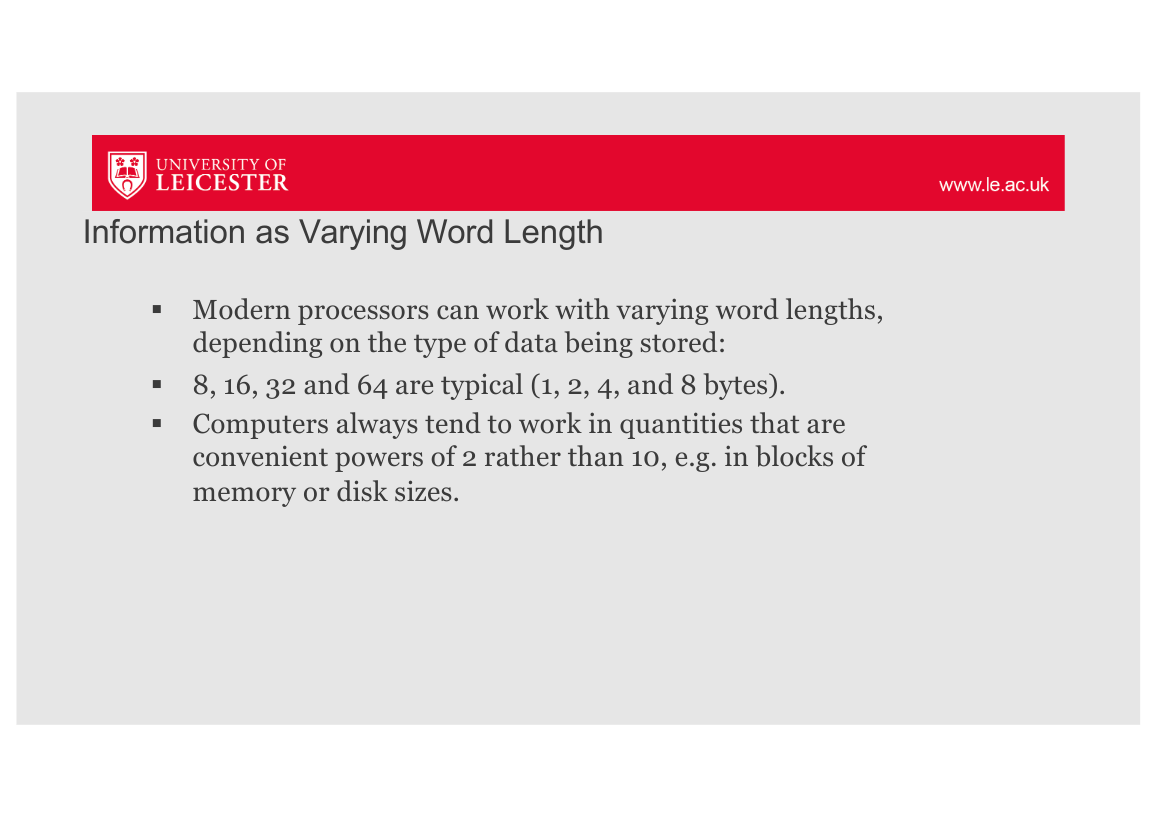 UNIVERSITY OF
LEICESTER
www.le.ac.uk
Information as Varying Word Length
▪ Modern processors can work with varying word lengths,
depending on the type of data being stored:
▪ 8, 16, 32 and 64 are typical (1, 2, 4, and 8 bytes).
▪ Computers always tend to work in quantities that are
convenient powers of 2 rather than 10, e.g. in blocks of
memory or disk sizes.